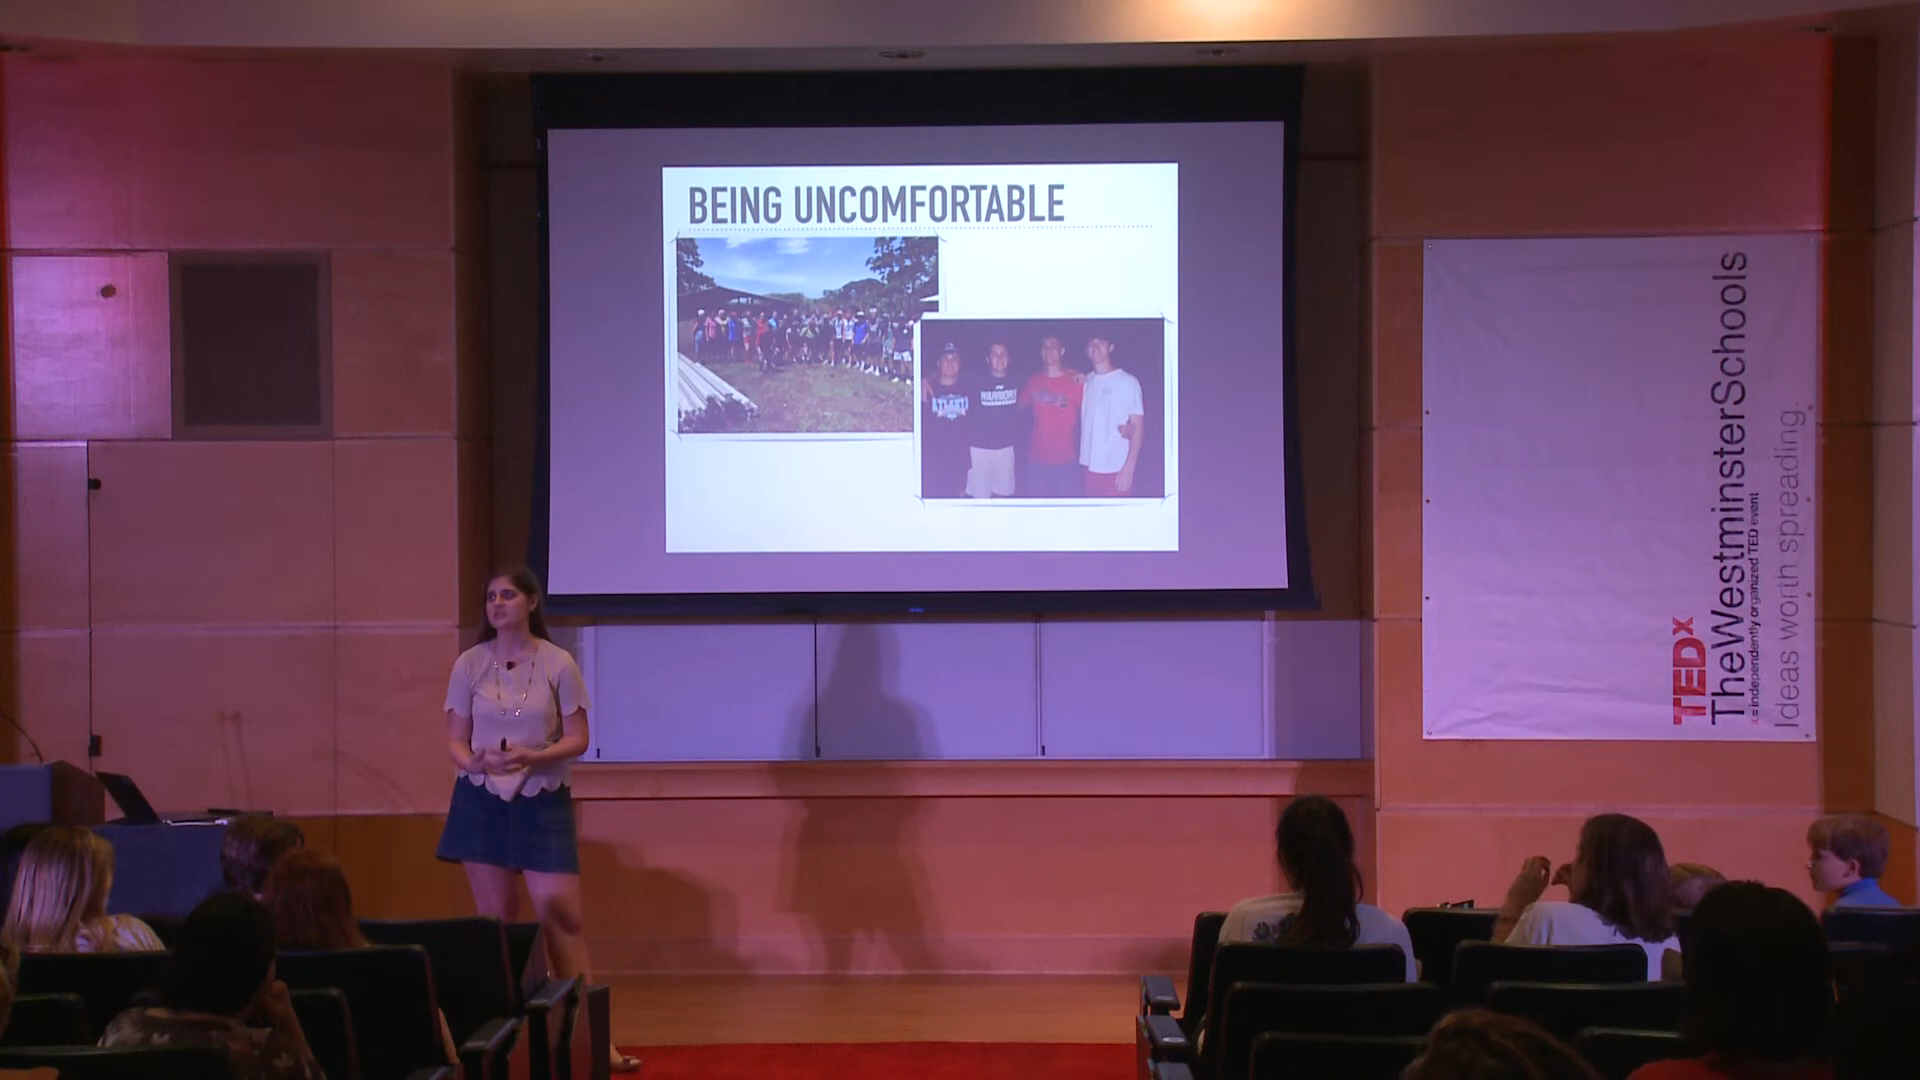 BEING UNCOMFORTABLE
WARRIORS
TEDx
TheWestminsterSchools
x = independently organized TED event
Ideas worth spreading.